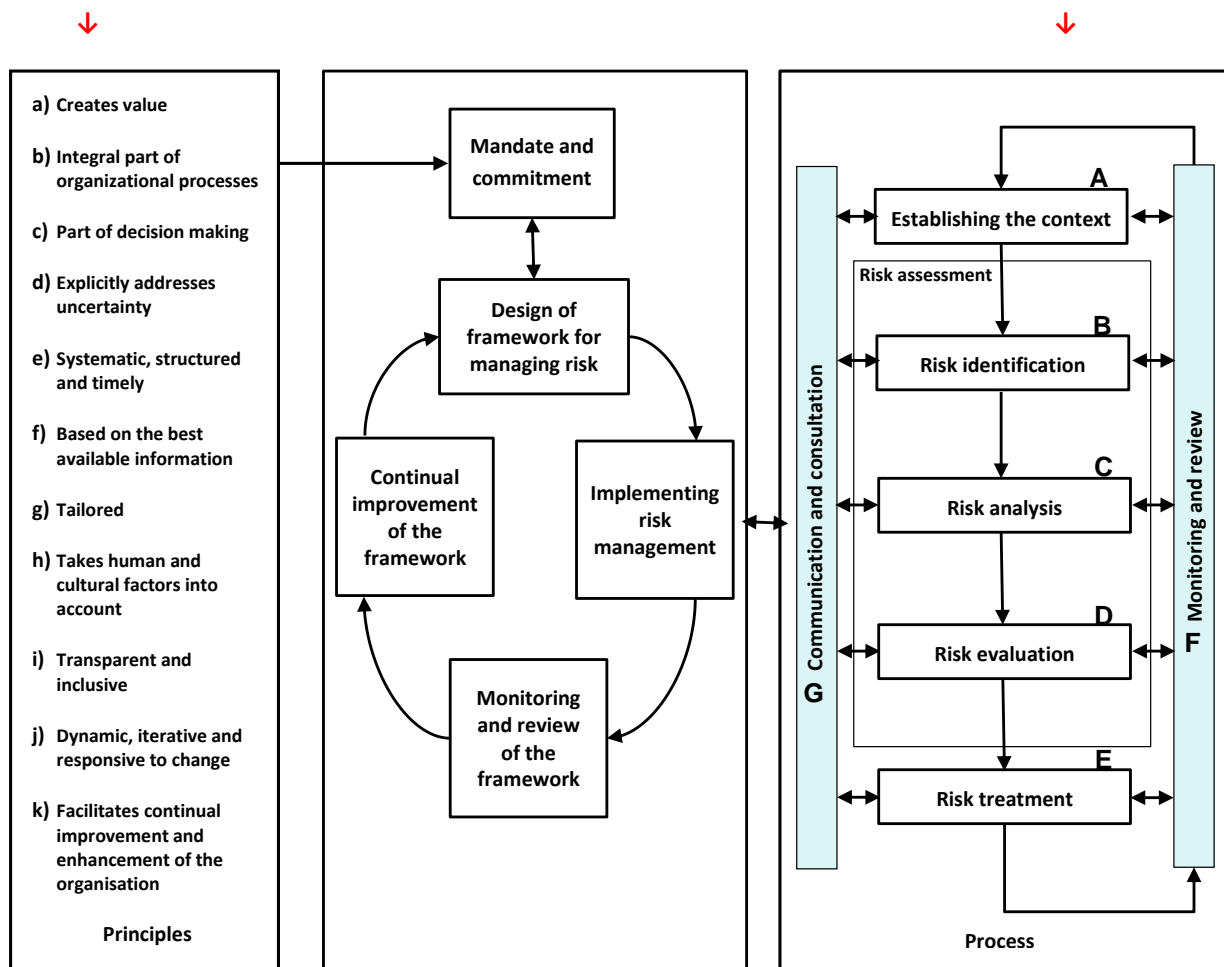 a) Creates value
b) Integral part of
organizational processes
c) Part of decision making
d) Explicitly addresses
uncertainty
e) Systematic, structured
and timely
f) Based on the best
available information
g) Tailored
h) Takes human and
cultural factors into
account
i) Transparent and
inclusive
j) Dynamic, iterative and
responsive to change
k) Facilitates continual
improvement and
enhancement of the
organisation
Principles
Mandate and
commitment
Design of
framework for
managing risk
Continual
improvement
of the
framework
Implementing
risk
management
Monitoring
and review
of the
framework
G Communication and consultation
A
Establishing the context
Risk assessment
B
Risk identification
C
Risk analysis
D
Risk evaluation
E
Risk treatment
F Monitoring and review
Process